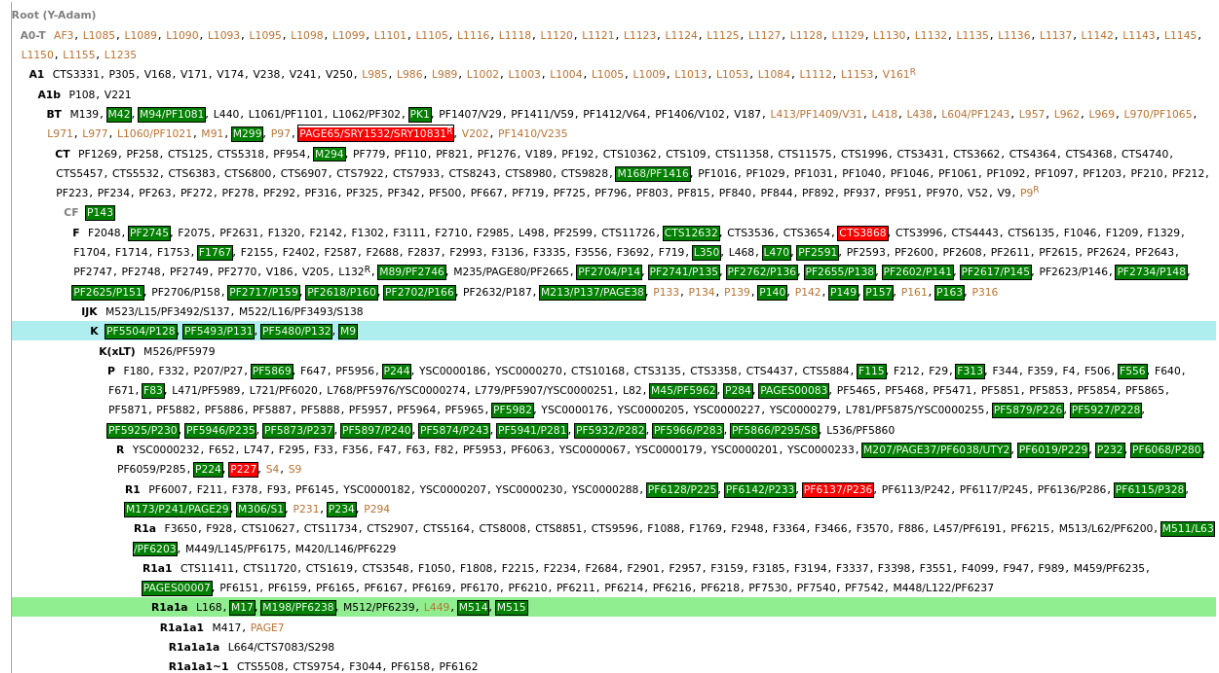 Root (Y-Adam)
A0-T AF3, L1085, L1089, L1090, L1093, L1095, L1098, L1099, L1101, L1105, L1116, L1118, L1120, L1121, L1123, L1124, L1125, L1127, L1128, L1129, L1130, L1132, L1135, L1136, L1137, L1142, L1143, L1145,
L1150, L1155, L1235
A1 CTS3331, P305, V168, V171, V174, V238, V241, V250, L985, L986, L989, L1002, L1003, L1004, L1005, L1009, L1013, L1053, L1084, L1112, L1153, V161R
A1b P108, V221
BT M139, M42, M94/PF1081, L440, L1061/PF1101, L1062/PF302, PK1, PF1407/V29, PF1411/V59, PF1412/V64, PF1406/V102, V187, L413/PF1409/V31, L418, L438, L604/PF1243, L957, L962, L969, L970/PF1065,
L971, L977, L1060/PF1021, M91, M299, P97, PAGE65/SRY1532/SRY10831R, V202, PF1410/V235
CT PF1269, PF258, CTS125, CTS5318, PF954, M294, PF779, PF110, PF821, PF1276, V189, PF192, CTS10362, CTS109, CTS11358, CTS11575, CTS1996, CTS3431, CTS3662, CTS4364, CTS4368, CTS4740,
CTS5457, CTS5532, CTS6383, CTS6800, CTS6907, CTS7922, CTS7933, CTS8243, CTS8980, CTS9828, M168/PF1416, PF1016, PF1029, PF1031, PF1040, PF1046, PF1061, PF1092, PF1097, PF1203, PF210, PF212,
PF223, PF234, PF263, PF272, PF278, PF292, PF316, PF325, PF342, PF500, PF667, PF719, PF725, PF796, PF803, PF815, PF840, PF844, PF892, PF937, PF951, PF970, V52, V9, P9R
CF P143
F F2048, PF2745, F2075, PF2631, F1320, F2142, F1302, F3111, F2710, F2985, L498, PF2599, CTS11726, CTS12632, CTS3536, CTS3654, CTS3868, CTS3996, CTS4443, CTS6135, F1046, F1209, F1329,
F1704, F1714, F1753, F1767, F2155, F2402, F2587, F2688, F2837, F2993, F3136, F3335, F3556, F3692, F719, L350, L468, L470, PF2591, PF2593, PF2600, PF2608, PF2611, PF2615, PF2624, PF2643,
PF2747, PF2748, PF2749, PF2770, V186, V205, L132R, M89/PF2746, M235/PAGE80/PF2665, PF2704/P14, PF2741/P135, PF2762/P136, PF2655/P138, PF2602/P141, PF2617/P145, PF2623/P146, PF2734/P148,
PF2625/P151, PF2706/P158, PF2717/P159, PF2618/P160, PF2702/P166, PF2632/P187, M213/P137/PAGE38, P133, P134, P139, P140, P142, P149, P157, P161, P163, P316
IJK M523/L15/PF3492/S137, M522/L16/PF3493/S138
K PF5504/P128, PF5493/P131, PF5480/P132, M9
K(xLT) M526/PF5979
P F180, F332, P207/P27, PF5869, F647, PF5956, P244, YSC0000186, YSC0000270, CTS10168, CTS3135, CTS3358, CTS4437, CTS5884, F115, F212, F29, F313, F344, F359, F4, F506, F556, F640,
F671, F83, L471/PF5989, L721/PF6020, L768/PF5976/YSC0000274, L779/PF5907/YSC0000251, L82, M45/PF5962, P284, PAGES00083, PF5465, PF5468, PF5471, PF5851, PF5853, PF5854, PF5865,
PF5871, PF5882, PF5886, PF5887, PF5888, PF5957, PF5964, PF5965, PF5982, YSC0000176, YSC0000205, YSC0000227, YSC0000279, L781/PF5875/YSC0000255, PF5879/P226, PF5927/P228,
PF5925/P230, PF5946/P235, PF5873/P237, PF5897/P240, PF5874/P243, PF5941/P281, PF5932/P282, PF5966/P283, PF5866/P295/S8, L536/PF5860
R YSC0000232, F652, L747, F295, F33, F356, F47, F63, F82, PF5953, PF6063, YSC0000067, YSC0000179, YSC0000201, YSC0000233, M207/PAGE37/PF6038/UTY2, PF6019/P229, P232, PF6068/P280,
PF6059/P285, P224, P227, S4, S9
R1 PF6007, F211, F378, F93, PF6145, YSC0000182, YSC0000207, YSC0000230, YSC0000288, PF6128/P225, PF6142/P233, PF6137/P236, PF6113/P242, PF6117/P245, PF6136/P286, PF6115/P328,
M173/P241/PAGE29, M306/S1, P231, P234, P294
R1a F3650, F928, CTS10627, CTS11734, CTS2907, CTS5164, CTS8008, CTS8851, CTS9596, F1088, F1769, F2948, F3364, F3466, F3570, F886, L457/PF6191, PF6215, M513/L62/PF6200, M511/L63
/PF6203, M449/L145/PF6175, M420/L146/PF6229
R1a1 CTS11411, CTS11720, CTS1619, CTS3548, F1050, F1808, F2215, F2234, F2684, F2901, F2957, F3159, F3185, F3194, F3337, F3398, F3551, F4099, F947, F989, M459/PF6235,
PAGES00007, PF6151, PF6159, PF6165, PF6167, PF6169, PF6170, PF6210, PF6211, PF6214, PF6216, PF6218, PF7530, PF7540, PF7542, M448/L122/PF6237
R1a1a L168, M17, M198/PF6238, M512/PF6239, L449, M514, M515
R1a1a1 M417, PAGE7
R1a1a1a L664/CTS7083/S298
R1a1a1~1 CTS5508, CTS9754, F3044, PF6158, PF6162